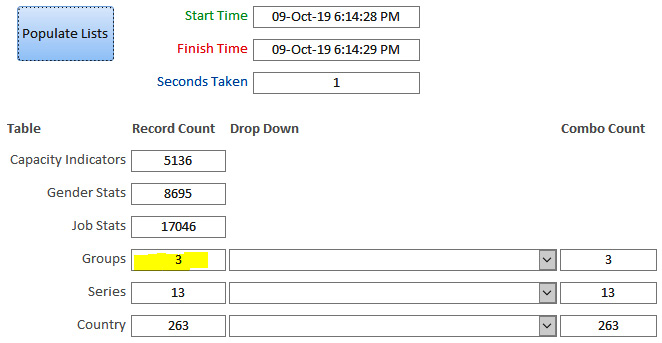 Populate Lists
Start Time 09-Oct-19 6:14:28 PM
Finish Time 09-Oct-19 6:14:29 PM
Seconds Taken 1
Table Record Count Drop Down Combo Count
Capacity Indicators 5136
Gender Stats 8695
Job Stats 17046
Groups 3 3
Series 13 13
Country 263 263